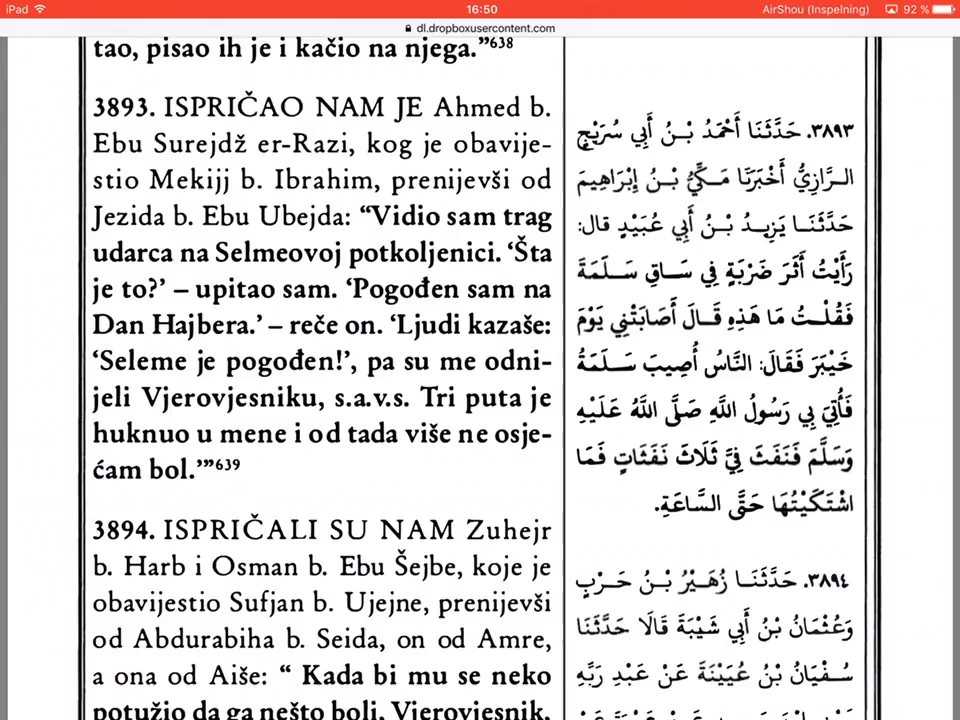 iPad 16:50 AirShou (Inspelning) 92 %
dl.dropboxusercontent.com
tao, pisao ih je i kačio na njega.”638
3893. ISPRIČAO NAM JE Ahmed b.
Ebu Surejdž er-Razi, kog je obavije-
stio Mekijj b. Ibrahim, prenijevši od
Jezida b. Ebu Ubejda: “Vidio sam trag
udarca na Selmeovoj potkoljenici. ‘Šta
je to?’ – upitao sam. ‘Pogođen sam na
Dan Hajbera.’ – reče on. ‘Ljudi kazaše:
‘Seleme je pogođen!’, pa su me odni-
jeli Vjerovjesniku, s.a.v.s. Tri puta je
huknuo u mene i od tada više ne osje-
ćam bol.’”639
3894. ISPRIČALI SU NAM Zuhejr
b. Harb i Osman b. Ebu Šejbe, koje je
obavijestio Sufjan b. Ujejne, prenijevši
od Abdurabiha b. Seida, on od Amre,
a ona od Aiše: “ Kada bi mu se neko
potužio da ga nešto boli, Vjerovjesnik,
٣٨٩٣. حَدَّثَنَا أَحْمَدُ بْنُ أَبِي سُرَيْجٍ
الرَّازِيُّ أَخْبَرَنَا مَكِّيُّ بْنُ إِبْرَاهِيمَ
حَدَّثَنَا يَزِيدُ بْنُ أَبِي عُبَيْدٍ قال:
رَأَيْتُ أَثَرَ ضَرْبَةٍ فِي سَاقِ سَلَمَةَ
فَقُلْتُ مَا هَذِهِ قَالَ أَصَابَتْنِي يَوْمَ
خَيْبَرَ فَقَالَ: النَّاسُ أُصِيبَ سَلَمَةُ
فَأُتِيَ بِي رَسُولُ اللَّهِ صَلَّى اللَّهُ عَلَيْهِ
وَسَلَّمَ فَنَفَثَ فِيَّ ثَلَاثَ نَفَثَاتٍ فَمَا
اشْتَكَيْتُهَا حَتَّى السَّاعَةِ.
٣٨٩٤. حَدَّثَنَا زُهَيْرُ بْنُ حَرْبٍ
وَعُثْمَانُ بْنُ أَبِي شَيْبَةَ قَالَا حَدَّثَنَا
سُفْيَانُ بْنُ عُيَيْنَةَ عَنْ عَبْدِ رَبِّهِ